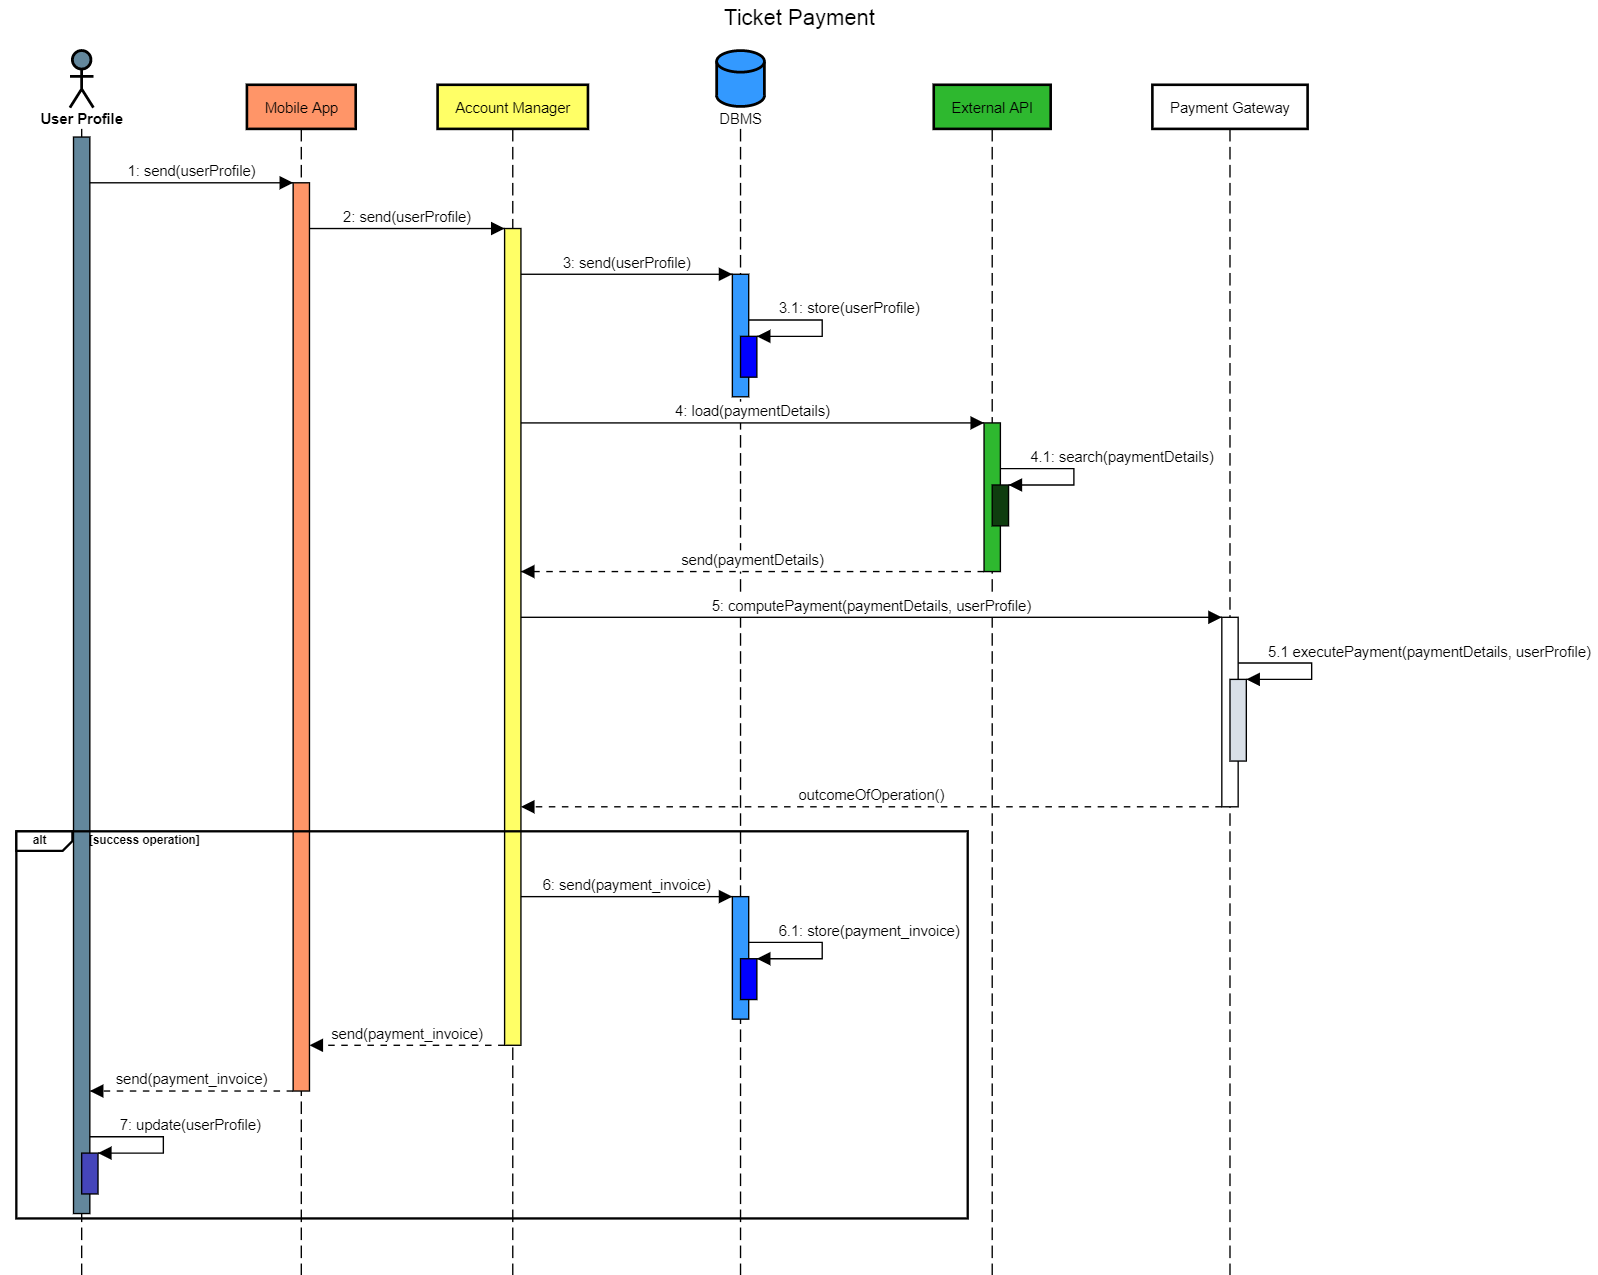 Ticket Payment
User Profile
Mobile App
Account Manager
DBMS
External API
Payment Gateway
1: send(userProfile)
2: send(userProfile)
3: send(userProfile)
3.1: store(userProfile)
4: load(paymentDetails)
4.1: search(paymentDetails)
send(paymentDetails)
5: computePayment(paymentDetails, userProfile)
5.1 executePayment(paymentDetails, userProfile)
outcomeOfOperation()
alt
[success operation]
6: send(payment_invoice)
6.1: store(payment_invoice)
send(payment_invoice)
send(payment_invoice)
7: update(userProfile)